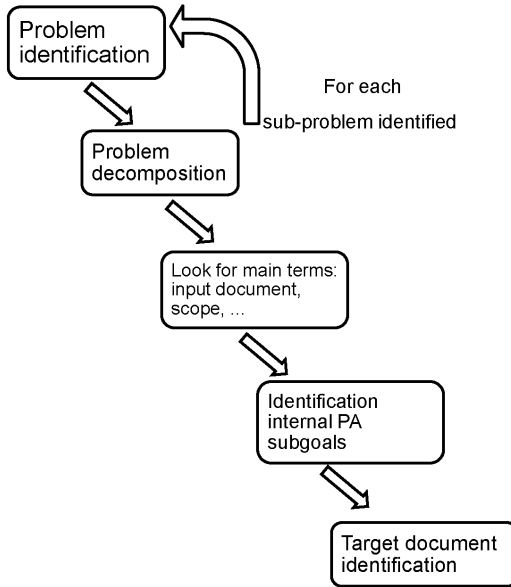 Problem
identification
For each
sub-problem identified
Problem
decomposition
Look for main terms:
input document,
scope, ...
Identification
internal PA
subgoals
Target document
identification